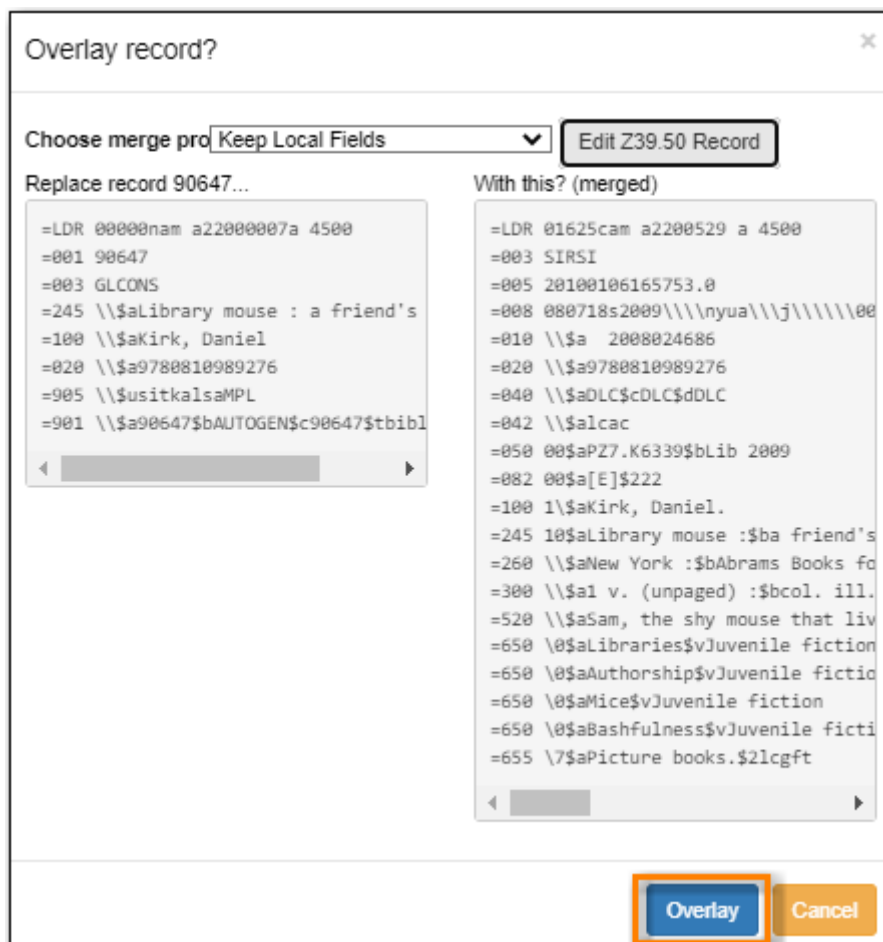 Overlay record?
×
Choose merge pro Keep Local Fields Edit Z39.50 Record
Replace record 90647...
=LDR 00000nam a22000007a 4500
=001 90647
=003 GLCONS
=245 \\$aLibrary mouse : a friend's
=100 \\$aKirk, Daniel
=020 \\$a9780810989276
=905 \\$usitkalsaMPL
=901 \\$a90647$bAUTOGEN$c90647$tbibl
With this? (merged)
=LDR 01625cam a2200529 a 4500
=003 SIRSI
=005 20100106165753.0
=008 080718s2009\\\\nyua\\\j\\\\\\00
=010 \\$a  2008024686
=020 \\$a9780810989276
=040 \\$aDLC$cDLC$dDLC
=042 \\$alcac
=050 00$aPZ7.K6339$bLib 2009
=082 00$a[E]$222
=100 1\$aKirk, Daniel.
=245 10$aLibrary mouse :$ba friend's
=260 \\$aNew York :$bAbrams Books fo
=300 \\$a1 v. (unpaged) :$bcol. ill.
=520 \\$aSam, the shy mouse that liv
=650 \0$aLibraries$vJuvenile fiction
=650 \0$aAuthorship$vJuvenile fictio
=650 \0$aMice$vJuvenile fiction
=650 \0$aBashfulness$vJuvenile ficti
=655 \7$aPicture books.$2lcgft
Overlay Cancel